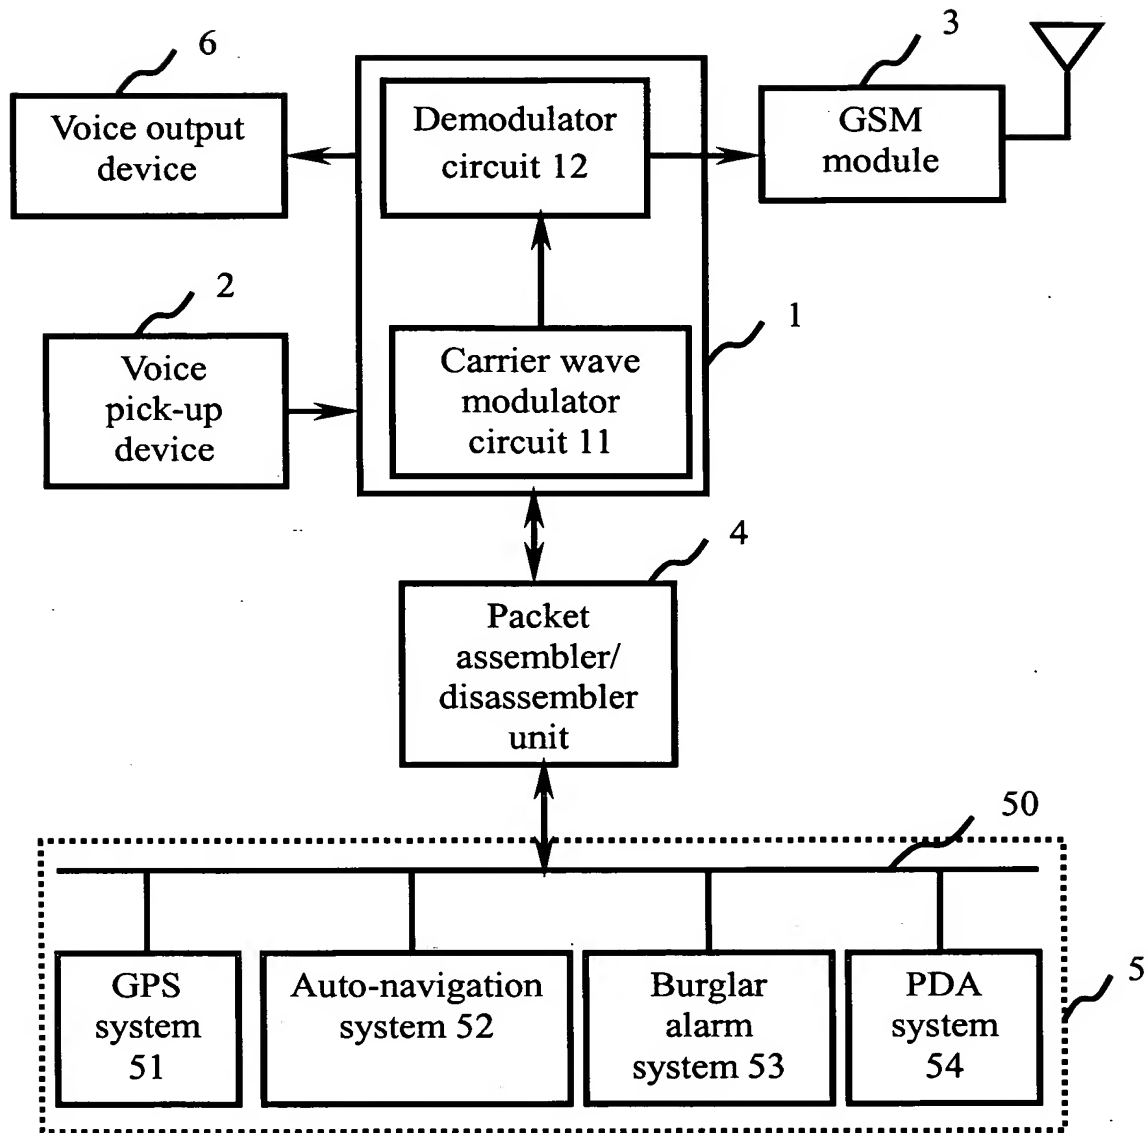 6
3
Voice output
device
Demodulator
circuit 12
GSM
module
2
1
Voice
pick-up
device
Carrier wave
modulator
circuit 11
4
Packet
assembler/
disassembler
unit
50
GPS
system
51
Auto-navigation
system 52
Burglar
alarm
system 53
PDA
system
54
5